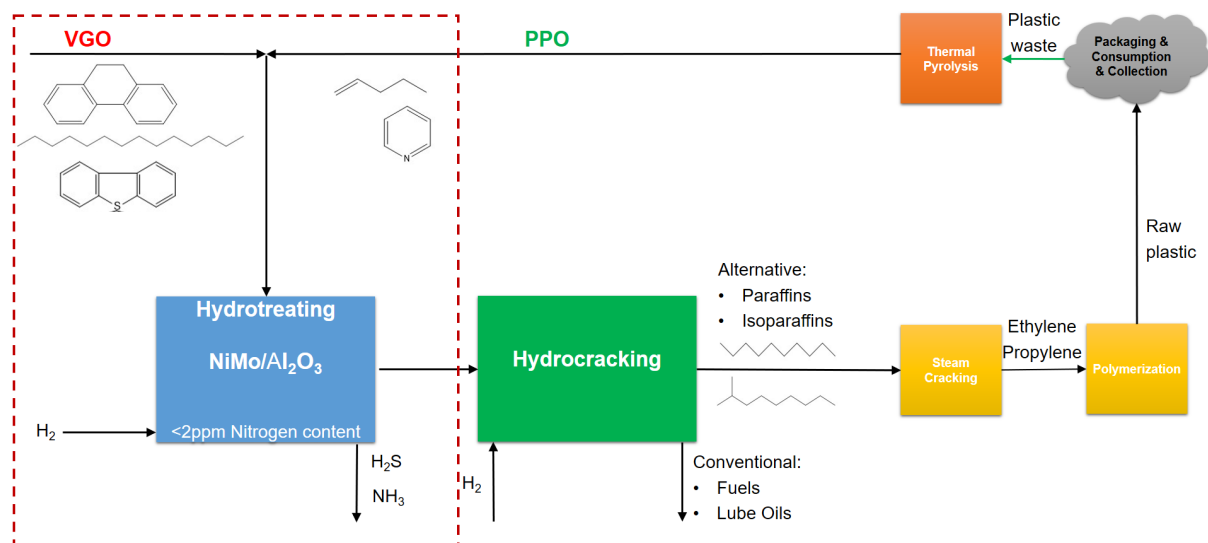 VGO
PPO
Thermal
Pyrolysis
Plastic
waste
Packaging &
Consumption
& Collection
N
S
Raw
plastic
Hydrotreating
NiMo/Al₂O₃
<2ppm Nitrogen content
H₂
H₂S
NH₃
Hydrocracking
H₂
Alternative:
• Paraffins
• Isoparaffins
Conventional:
• Fuels
• Lube Oils
Steam
Cracking
Ethylene
Propylene
Polymerization